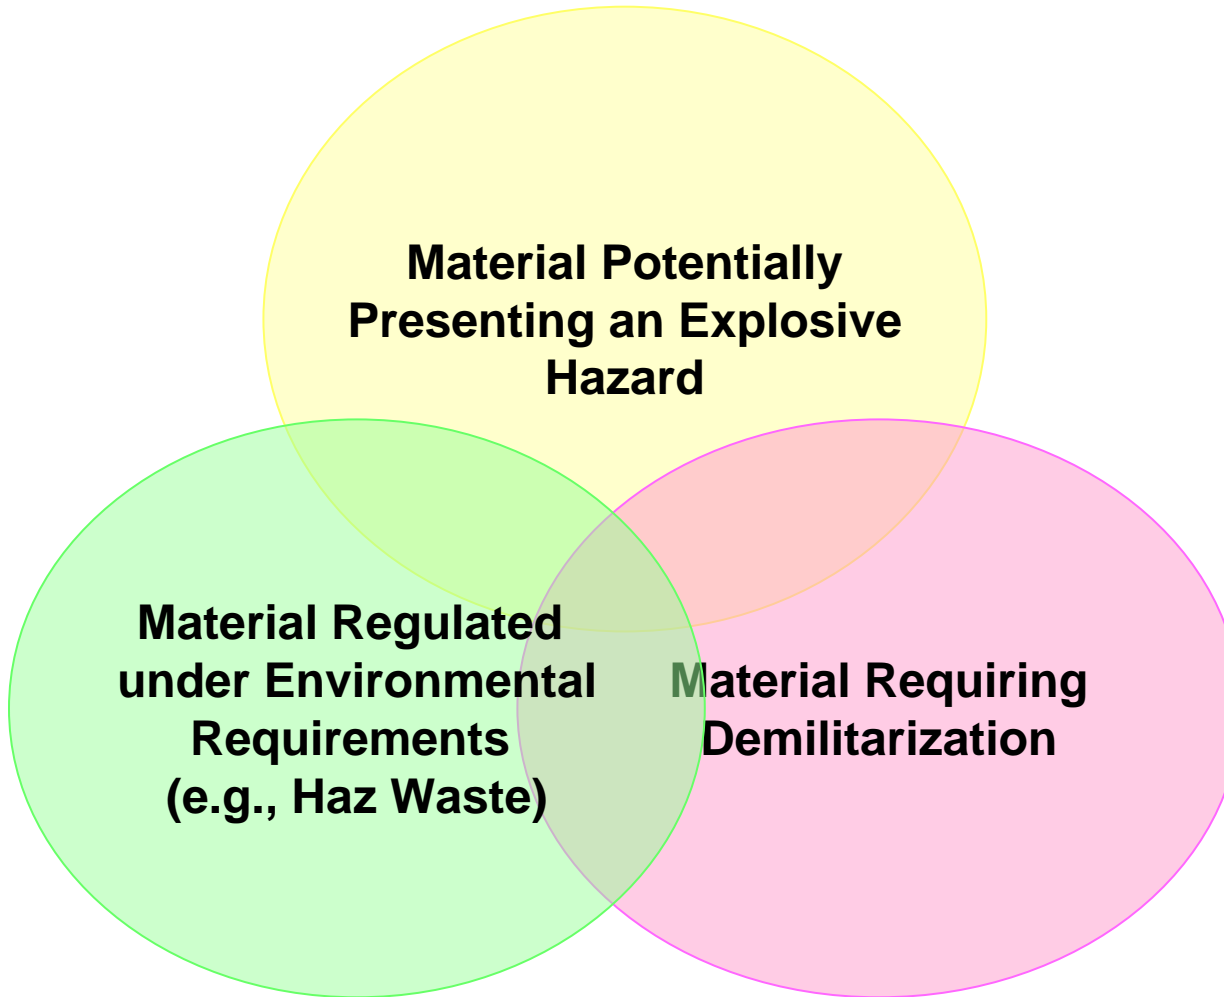 Material Potentially
Presenting an Explosive
Hazard
Material Regulated
under Environmental
Requirements
(e.g., Haz Waste)
Material Requiring
Demilitarization